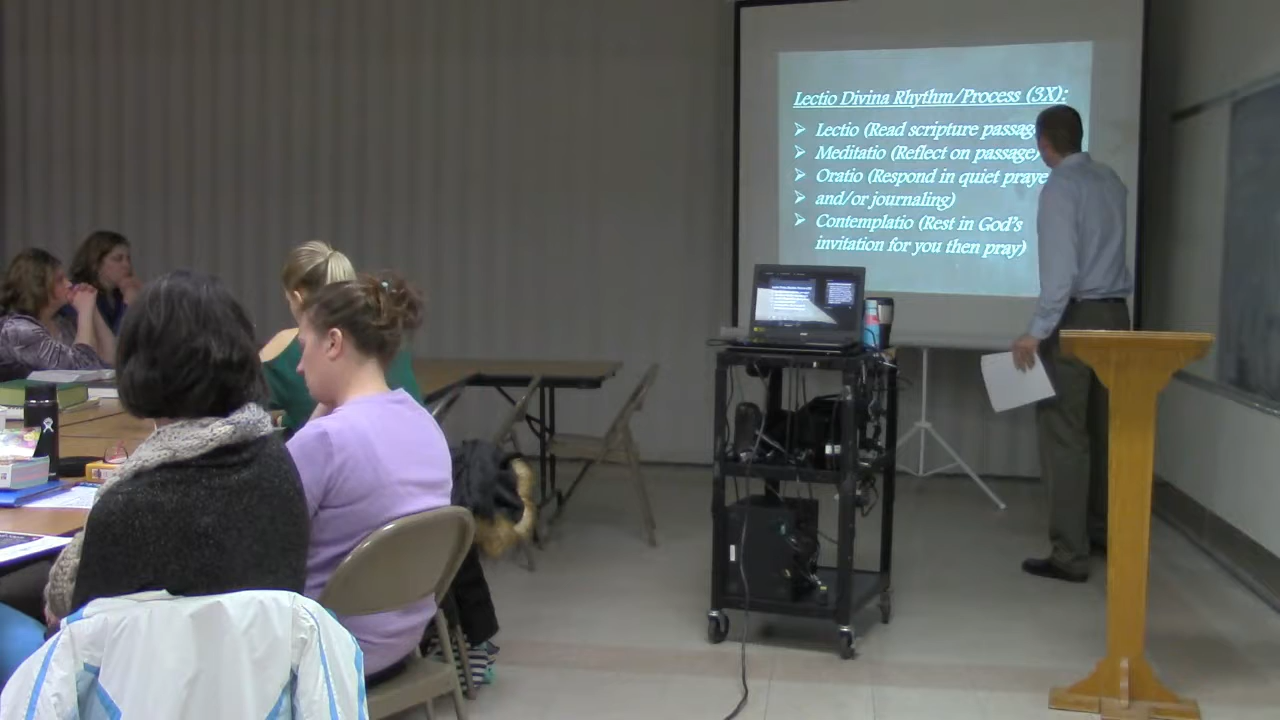 Lectio Divina Rhythm/Process (3X):
➢ Lectio (Read scripture passag
➢ Meditatio (Reflect on passage)
➢ Oratio (Respond in quiet praye
➢ and/or journaling)
➢ Contemplatio (Rest in God's
invitation for you then pray)